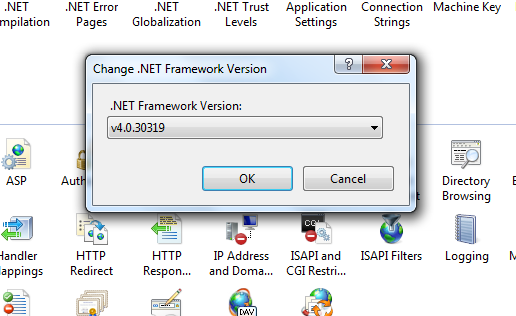 .NET
.NET Error
.NET
.NET Trust
Application
Connection
Machine Key
mpilation
Pages
Globalization
Levels
Settings
Strings
Change .NET Framework Version
.NET Framework Version:
v4.0.30319
OK
Cancel
ASP
Auth
Directory
Browsing
Handler
HTTP
HTTP
IP Address
ISAPI and
ISAPI Filters
Logging
appings
Redirect
Respon...
and Doma...
CGI Restri...
CGI
DAV